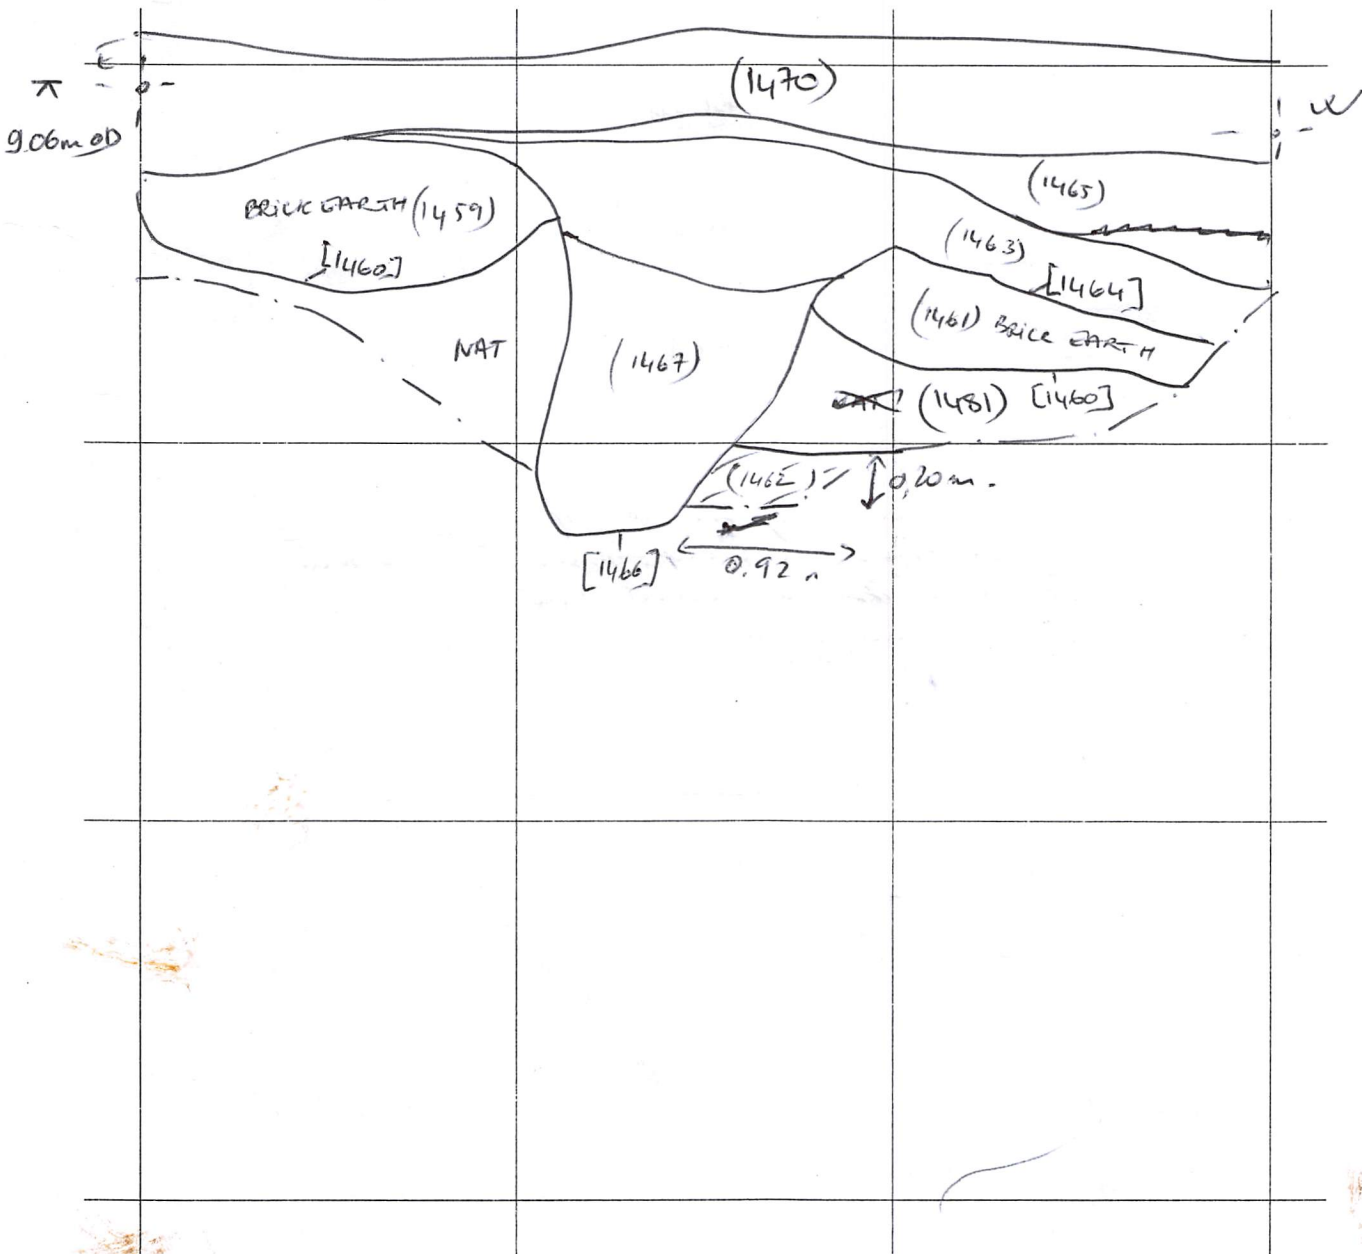 (1470)
9.06m OD
(1465)
BRICK EARTH (1459)
(1463)
[1460]
[1464]
(1461) BRICK EARTH
NAT
(1467)
(1481) [1460]
0,20m.
[1466]
0.92